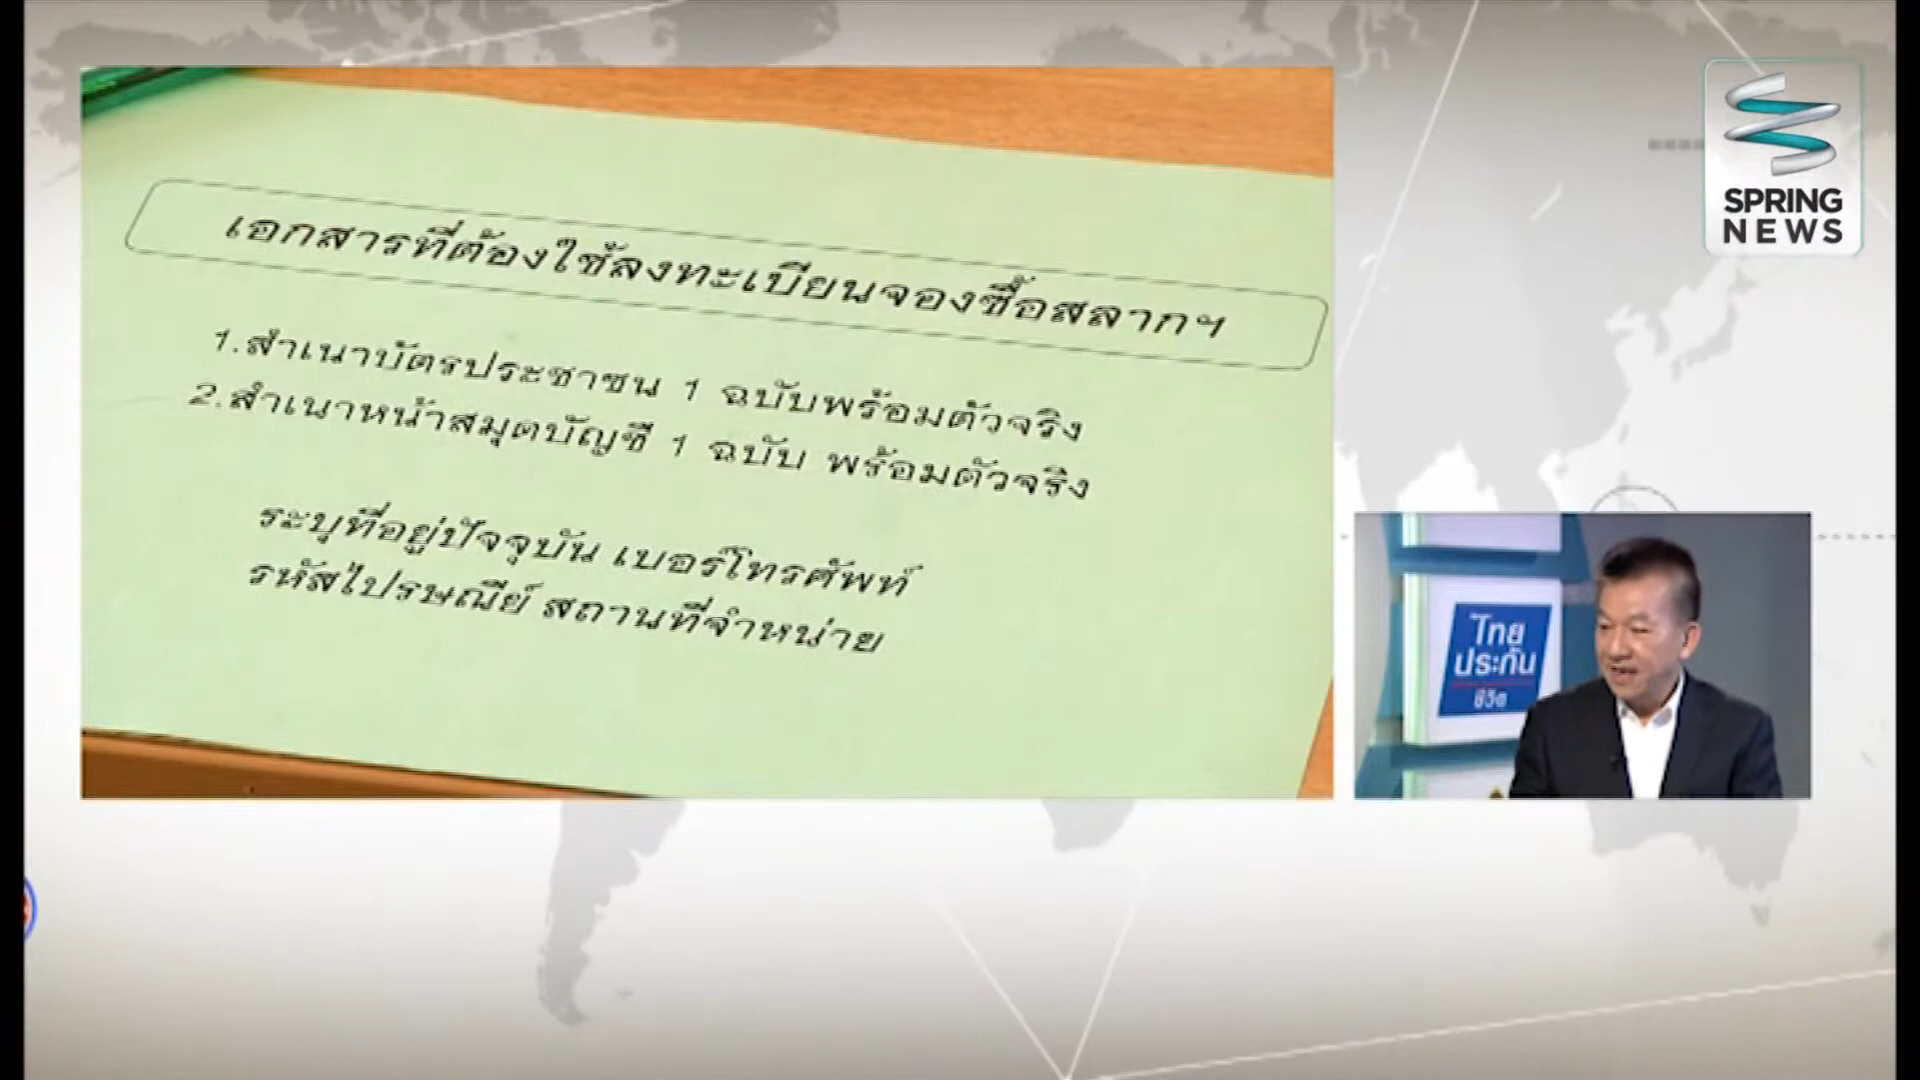 เอกสารที่ต้องใช้ลงทะเบียนจองซื้อสลากฯ
1.สำเนาบัตรประชาชน 1 ฉบับพร้อมตัวจริง
2.สำเนาหน้าสมุดบัญชี 1 ฉบับ พร้อมตัวจริง
ระบุที่อยู่ปัจจุบัน เบอร์โทรศัพท์
รหัสไปรษณีย์ สถานที่จำหน่าย
SPRING
NEWS
ไทย
ประกัน
ชีวิต